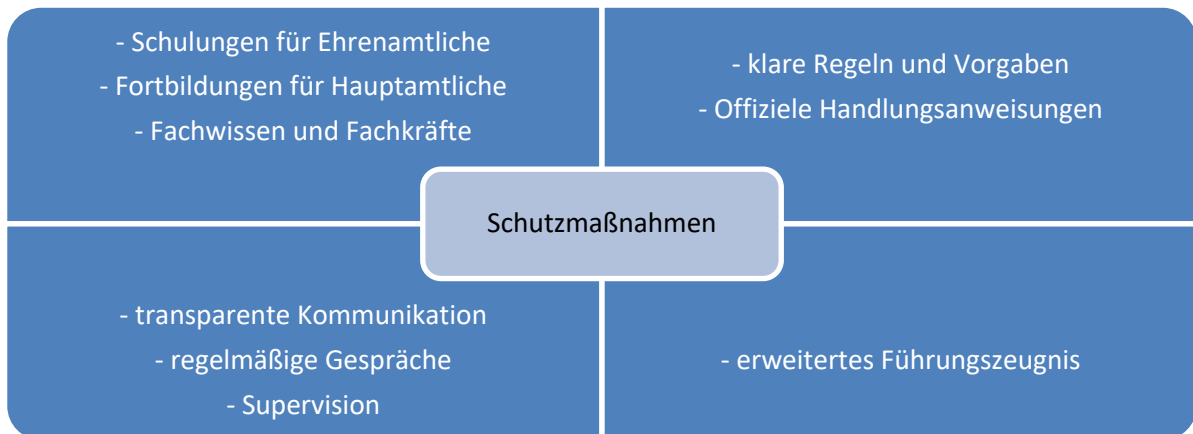 - Schulungen für Ehrenamtliche
- Fortbildungen für Hauptamtliche
- Fachwissen und Fachkräfte
- klare Regeln und Vorgaben
- Offiziele Handlungsanweisungen
Schutzmaßnahmen
- transparente Kommunikation
- regelmäßige Gespräche
- Supervision
- erweitertes Führungszeugnis